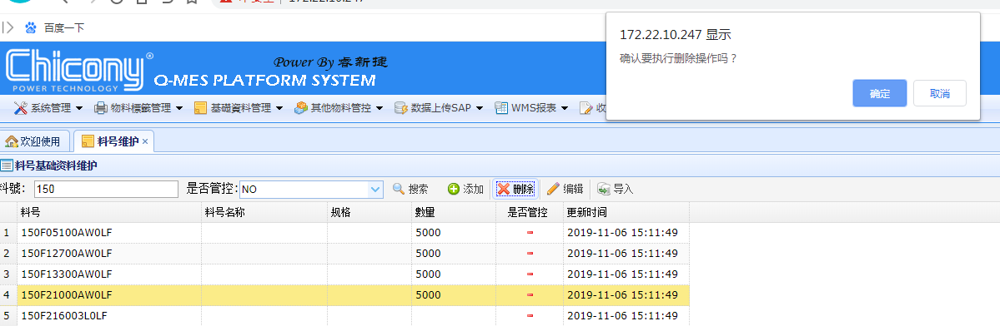 百度一下
172.22.10.247 显示
确认要执行删除操作吗？
确定 取消
Chicony®
POWER TECHNOLOGY
Power By 睿新捷
Q-MES PLATFORM SYSTEM
系统管理 物料標籤管理 基礎資料管理 其他物料管控 数据上传SAP WMS报表 收
欢迎使用 料号维护 ×
料号基础资料维护
料號: 150 是否管控: NO 搜索 添加 删除 编辑 导入
料号 料号名称 规格 數量 是否管控 更新时间
1 150F05100AW0LF 5000 2019-11-06 15:11:49
2 150F12700AW0LF 5000 2019-11-06 15:11:49
3 150F13300AW0LF 5000 2019-11-06 15:11:49
4 150F21000AW0LF 5000 2019-11-06 15:11:49
5 150F216003L0LF 2019-11-06 15:11:49